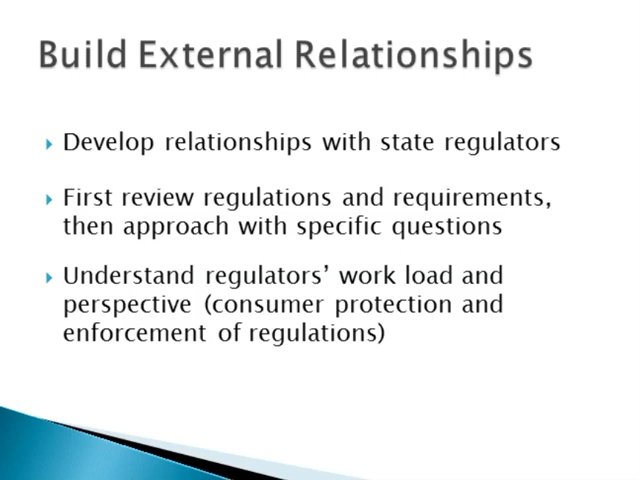 Build External Relationships
Develop relationships with state regulators
First review regulations and requirements,
then approach with specific questions
Understand regulators’ work load and
perspective (consumer protection and
enforcement of regulations)